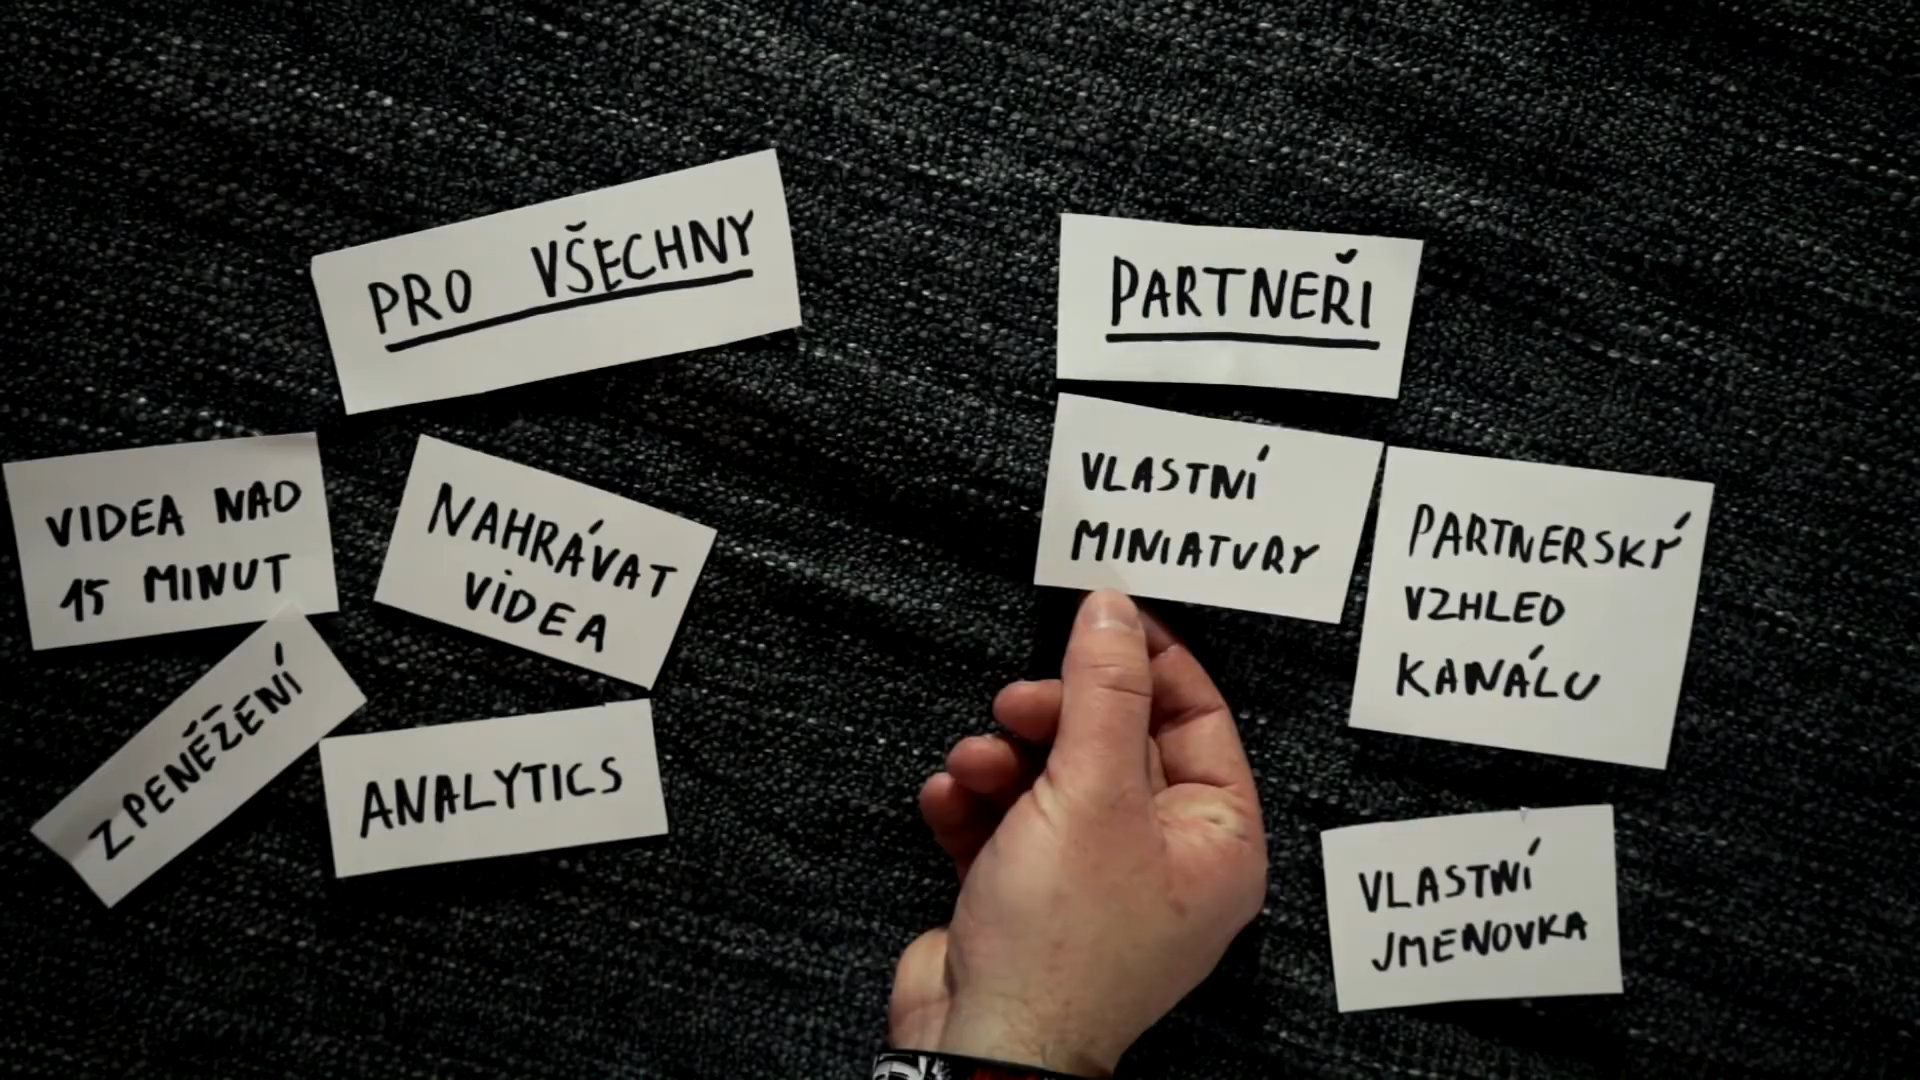 PRO VŠECHNY
VIDEA NAD
15 MINUT
NAHRÁVAT
VIDEA
ZPENĚŽENÍ
ANALYTICS
PARTNEŘI
VLASTNÍ
MINIATURY
PARTNERSKÝ
VZHLED
KANÁLU
VLASTNÍ
JMENOVKA